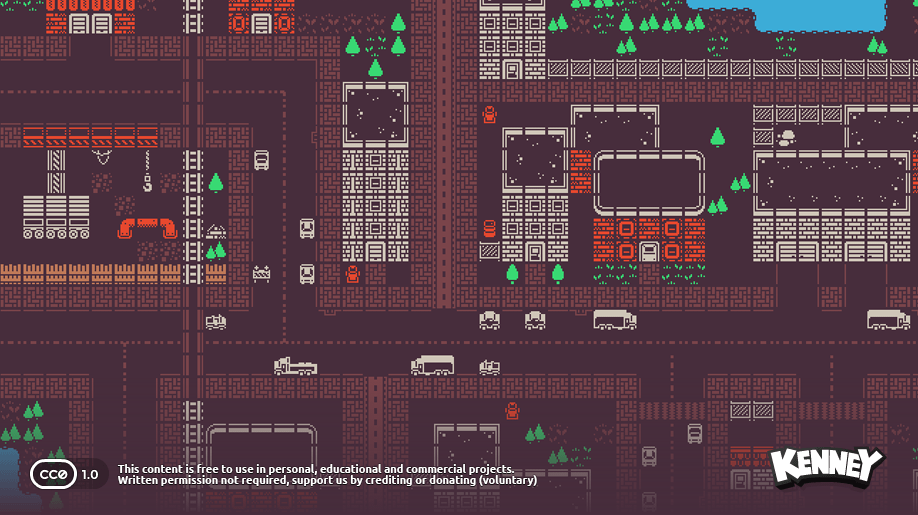 CC0 1.0
This content is free to use in personal, educational and commercial projects.
Written permission not required, support us by crediting or donating (voluntary)
KENNEY